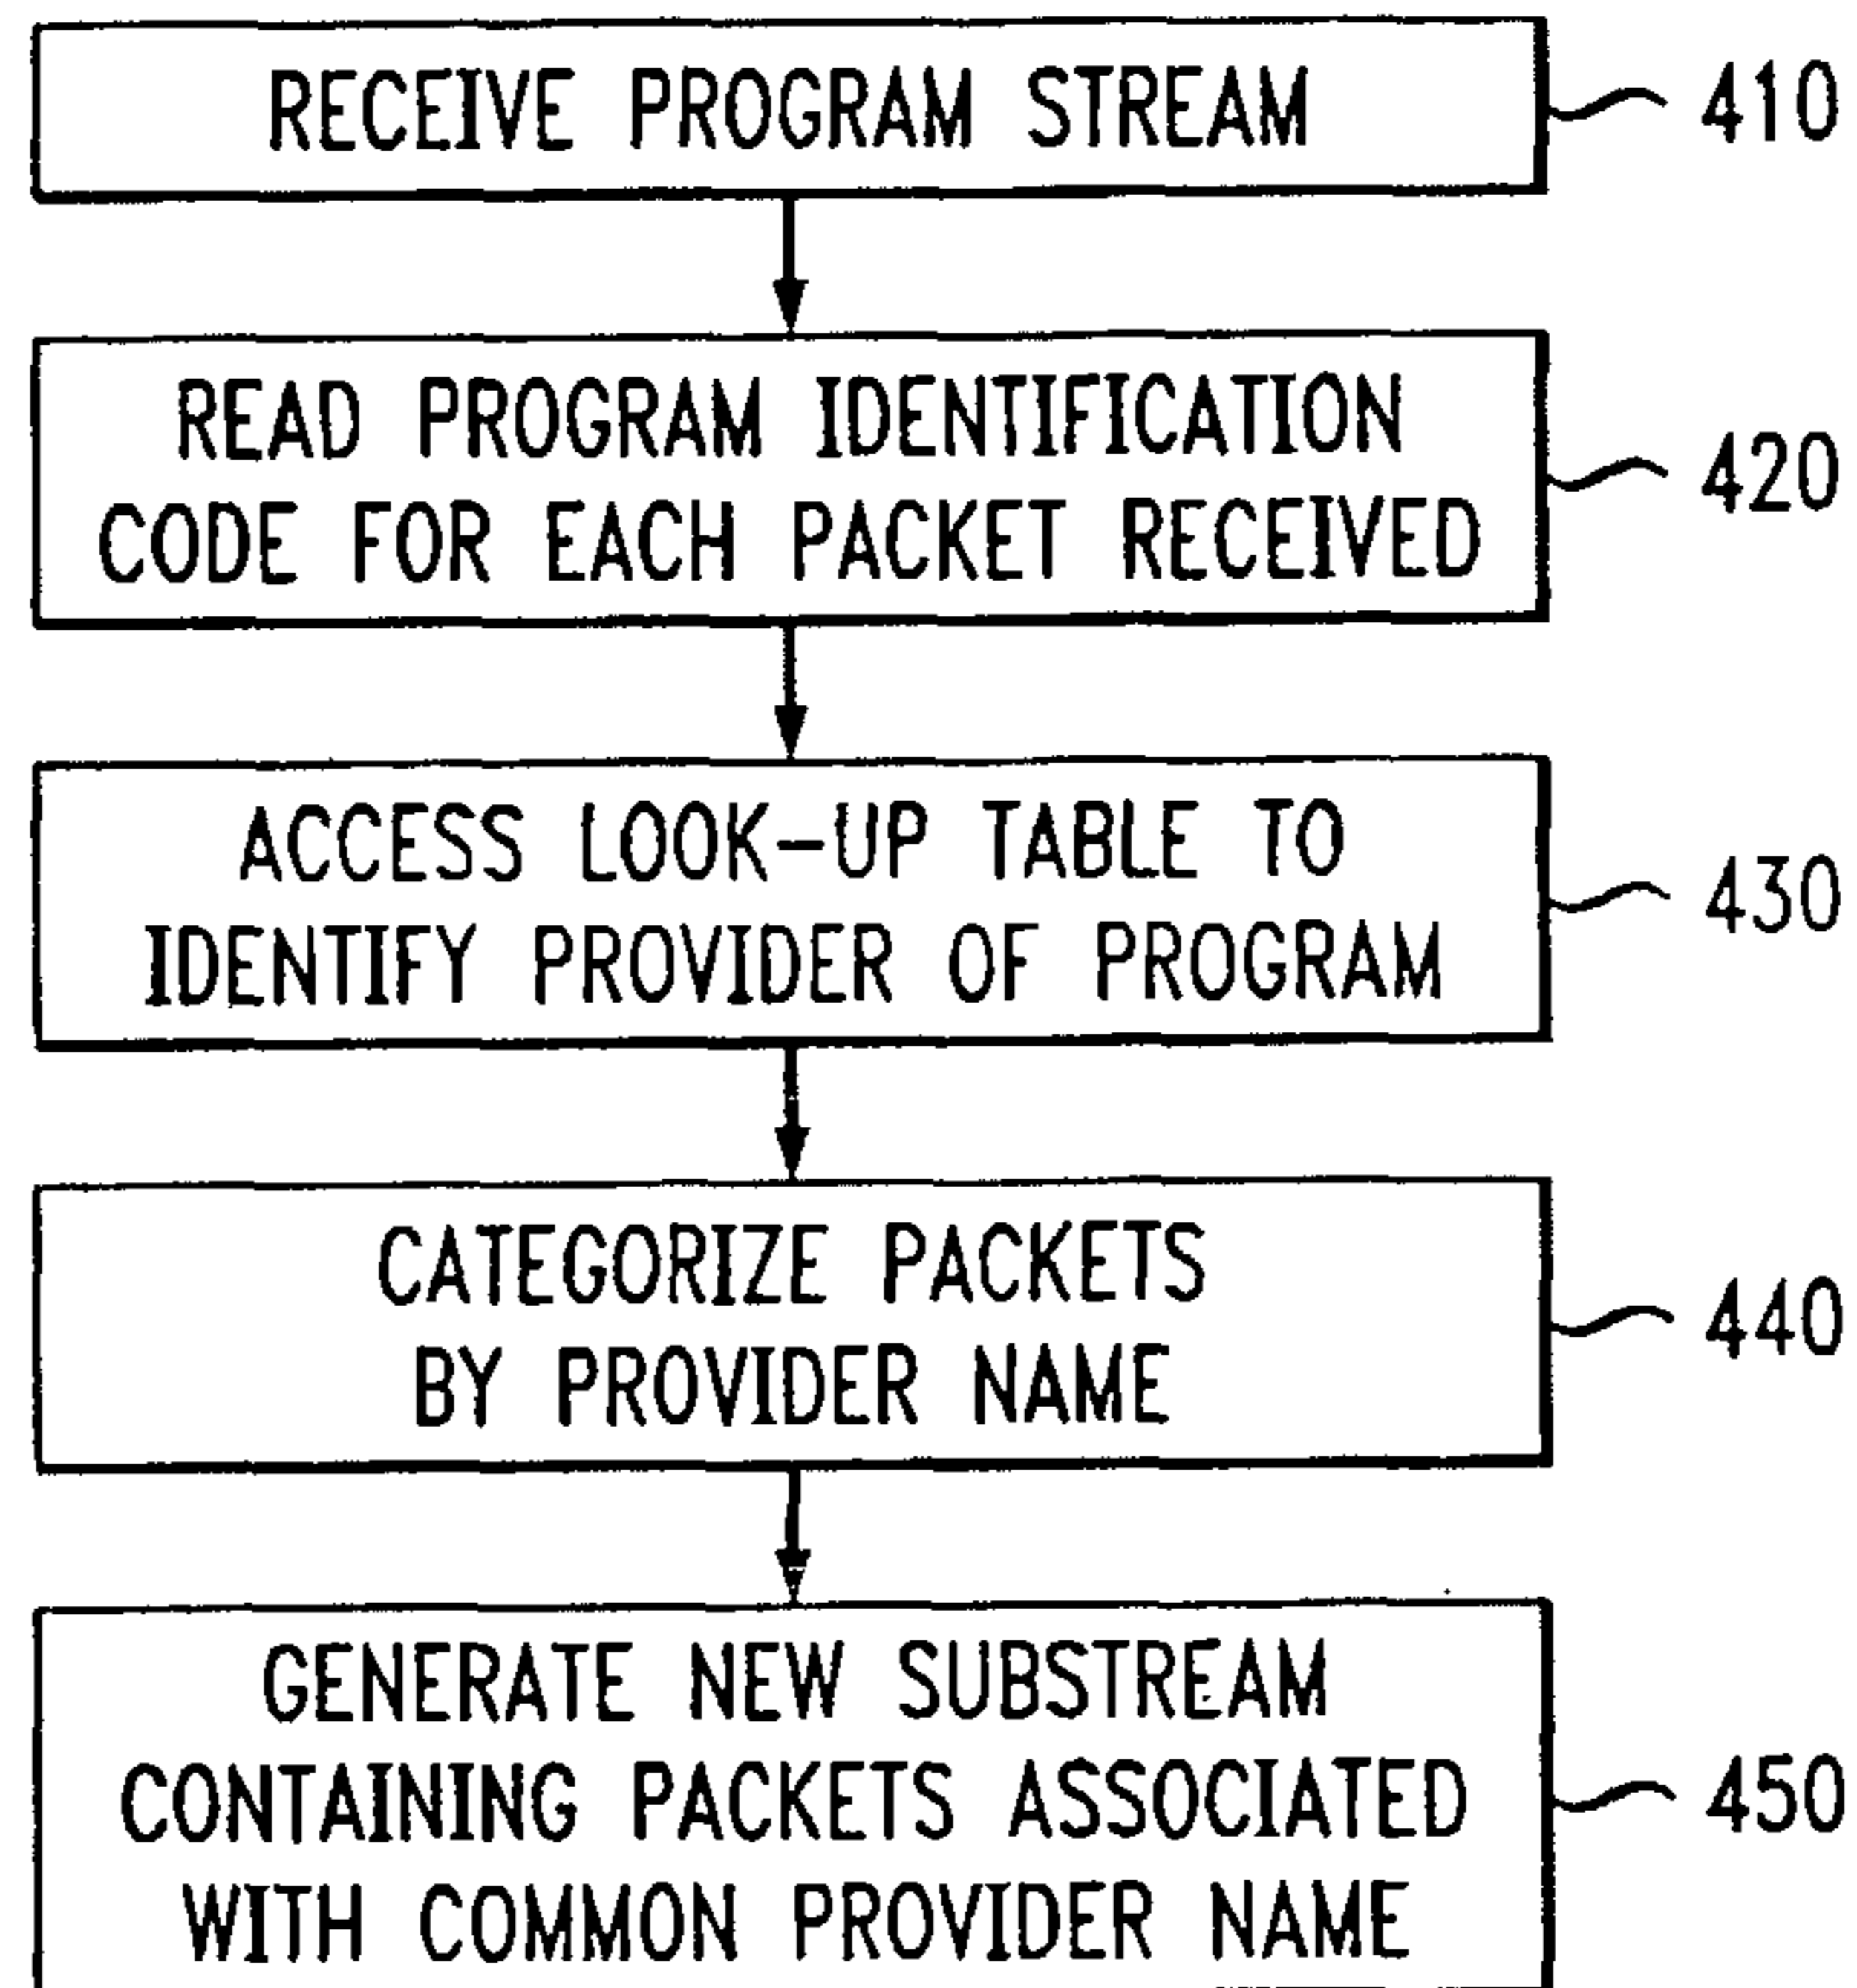 RECEIVE PROGRAM STREAM
410
READ PROGRAM IDENTIFICATION
CODE FOR EACH PACKET RECEIVED
420
ACCESS LOOK-UP TABLE TO
IDENTIFY PROVIDER OF PROGRAM
430
CATEGORIZE PACKETS
BY PROVIDER NAME
440
GENERATE NEW SUBSTREAM
CONTAINING PACKETS ASSOCIATED
WITH COMMON PROVIDER NAME
450